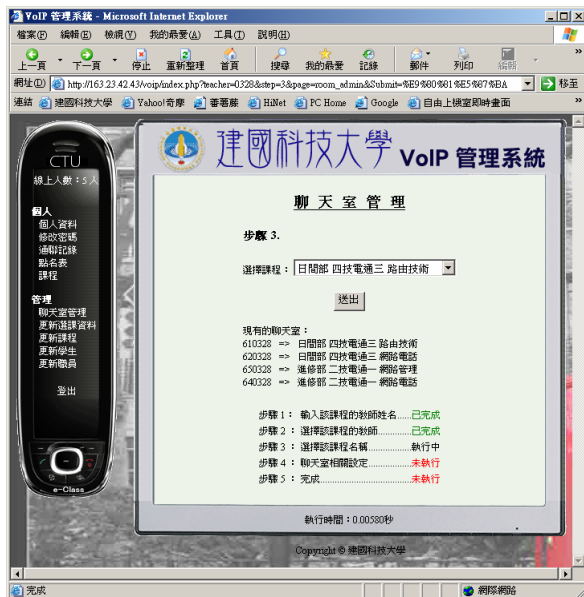 VoIP 管理系統 - Microsoft Internet Explorer
檔案(F) 編輯(E) 檢視(V) 我的最愛(A) 工具(T) 說明(H)
上一頁 下一頁 停止 重新整理 首頁 搜尋 我的最愛 記錄 郵件 列印 編輯 »
網址(D) http://163.23.42.43/voip/index.php?teacher=0328&step=3&page=room_admin&Submit=%E9%80%81%E5%87%BA 移至
連結 建國科技大學 Yahoo!奇摩 蕃薯藤 HiNet PC Home Google 自由上機室即時畫面 »
CTU
線上人數：5人
個人
個人資料
修改密碼
通聯記錄
點名表
課程
管理
聊天室管理
更新選課資料
更新課程
更新學生
更新職員
登出
e-Class
建國科技大學 VoIP 管理系統
聊 天 室 管 理
步驟 3.
選擇課程： 日間部 四技電通三 路由技術
送出
現有的聊天室：
610328 => 日間部 四技電通三 路由技術
620328 => 日間部 四技電通三 網路電話
650328 => 進修部 二技電通一 網路管理
640328 => 進修部 二技電通一 網路電話
步驟 1： 輸入該課程的教師姓名......已完成
步驟 2： 選擇該課程的教師..............已完成
步驟 3： 選擇該課程名稱.................執行中
步驟 4： 聊天室相關設定.................未執行
步驟 5： 完成...................................未執行
執行時間：0.00580秒
Copyright © 建國科技大學
完成 網際網路